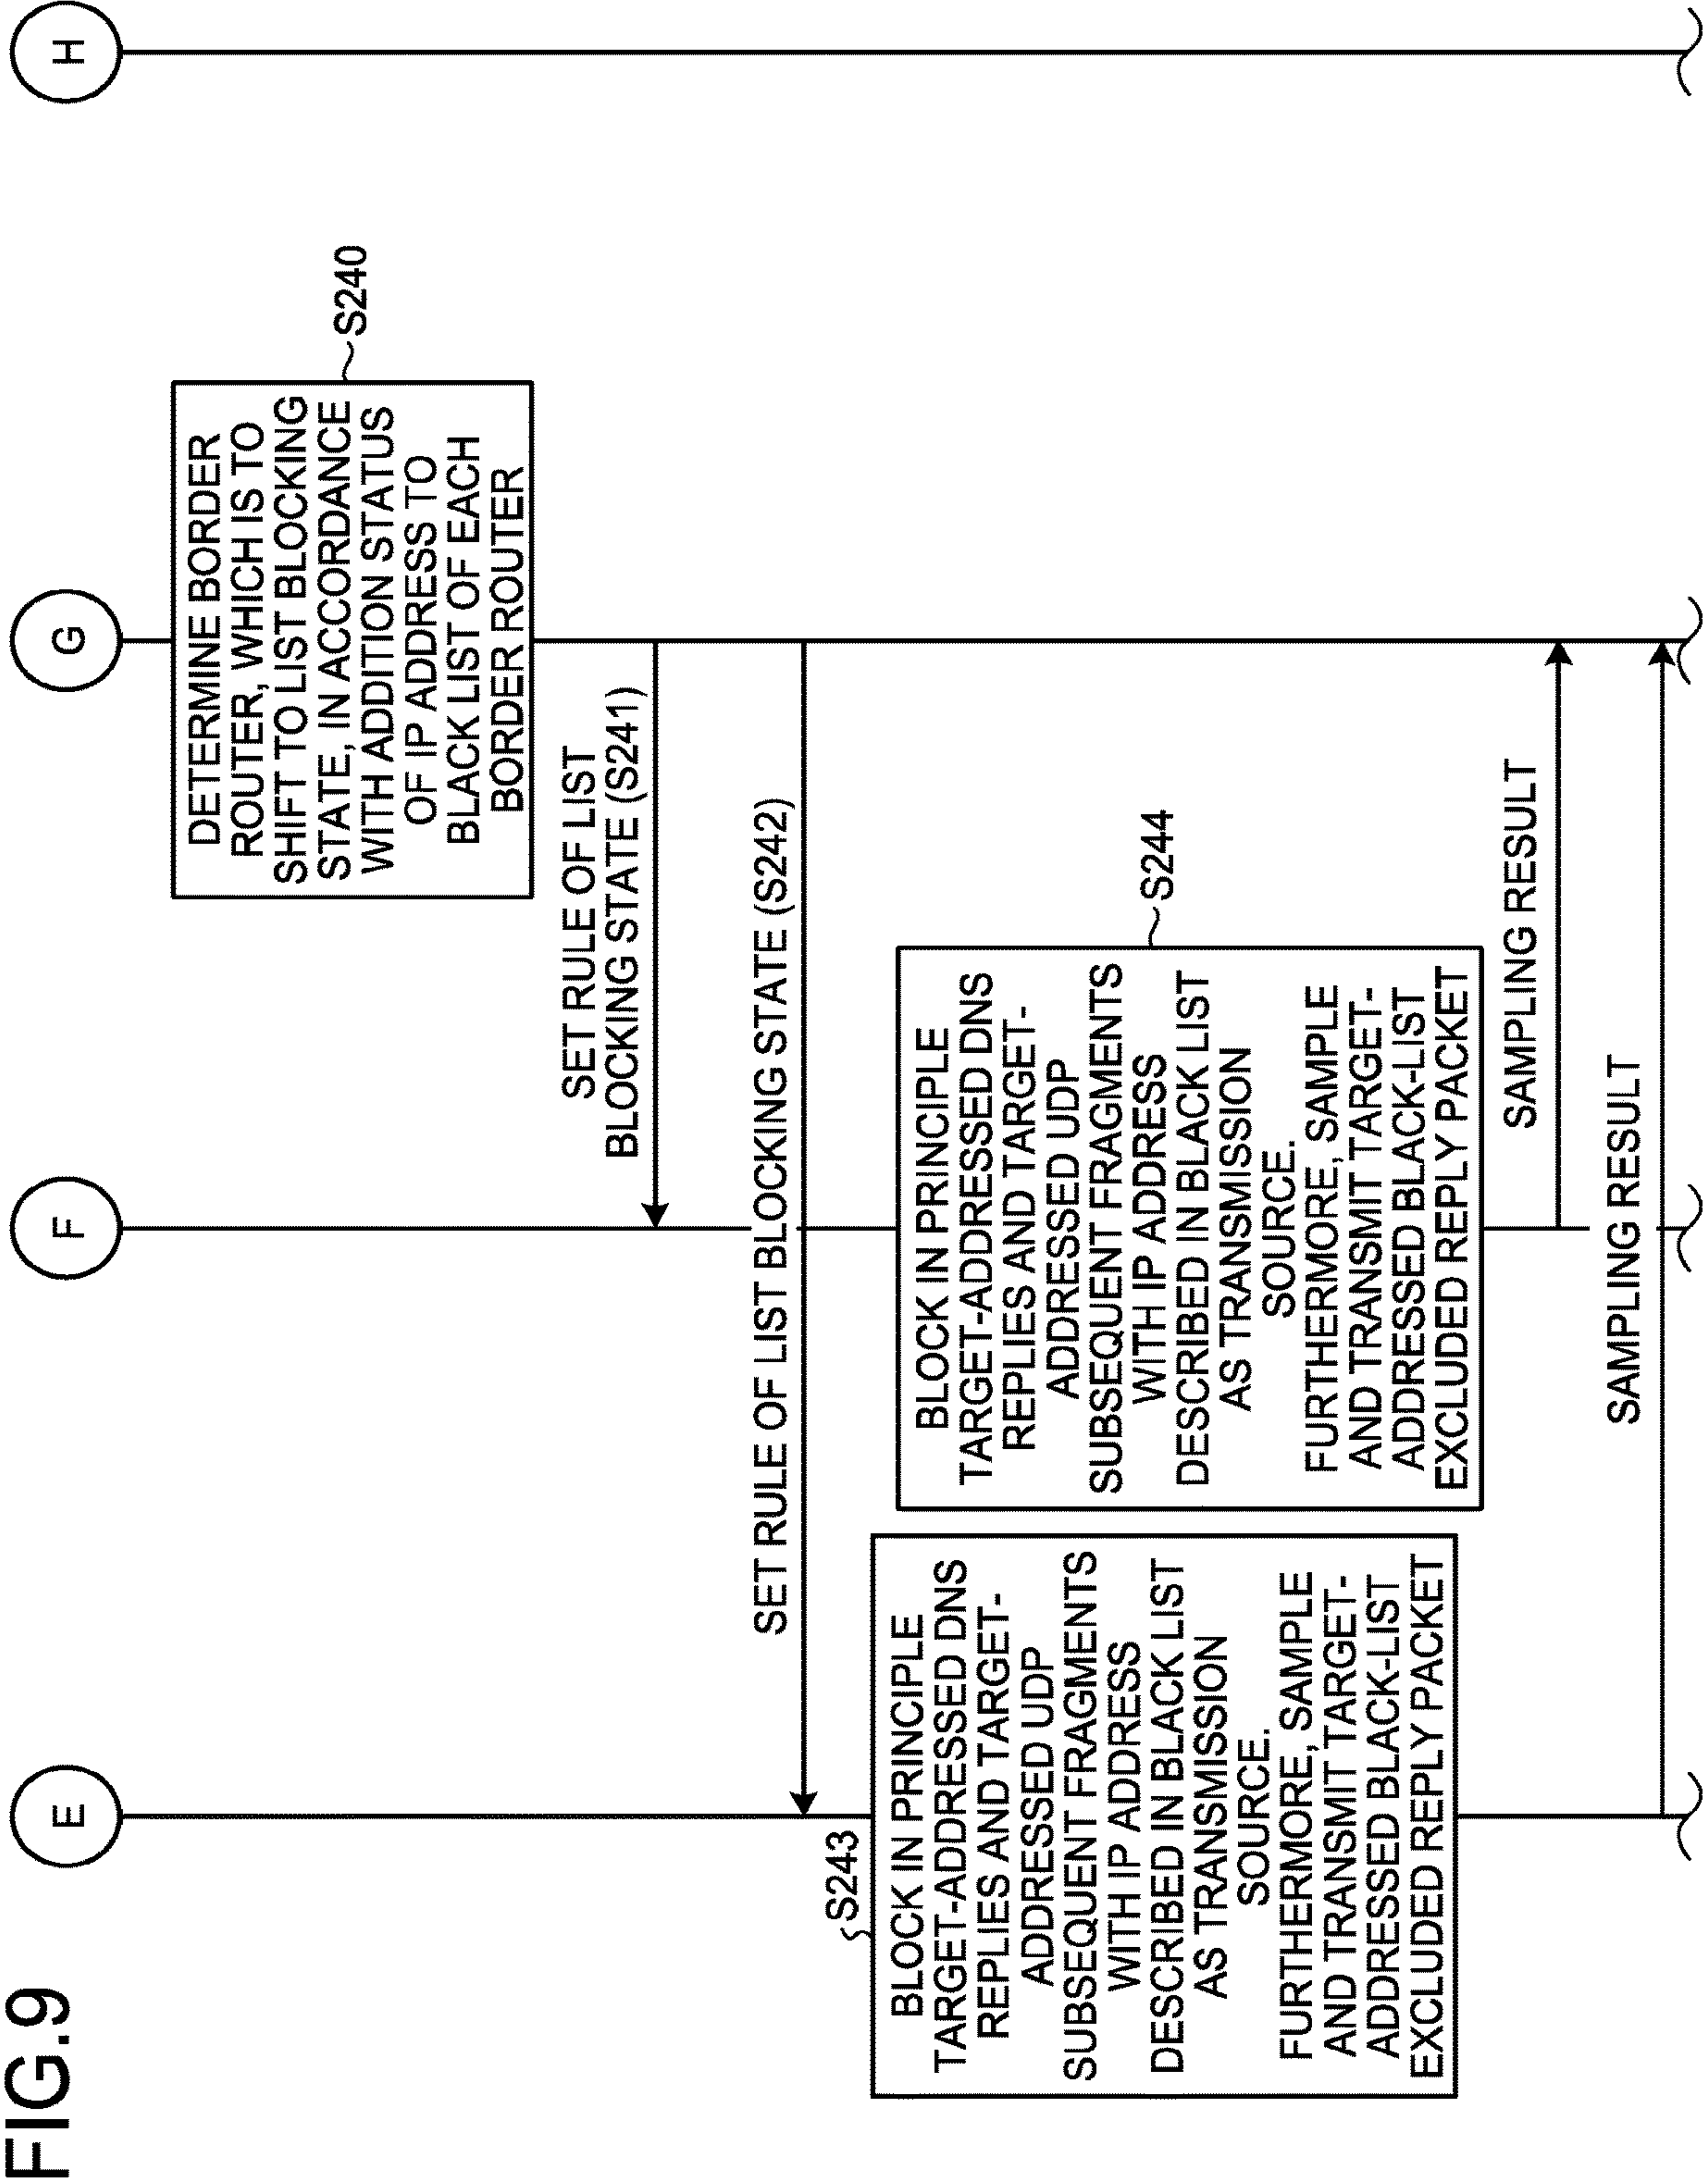 FIG.9
E
F
G
H
DETERMINE BORDER
ROUTER, WHICH IS TO
SHIFT TO LIST BLOCKING
STATE, IN ACCORDANCE
WITH ADDITION STATUS
OF IP ADDRESS TO
BLACK LIST OF EACH
BORDER ROUTER
S240
SET RULE OF LIST
BLOCKING STATE (S241)
SET RULE OF LIST BLOCKING STATE (S242)
S243
BLOCK IN PRINCIPLE
TARGET-ADDRESSED DNS
REPLIES AND TARGET-
ADDRESSED UDP
SUBSEQUENT FRAGMENTS
WITH IP ADDRESS
DESCRIBED IN BLACK LIST
AS TRANSMISSION
SOURCE.
FURTHERMORE, SAMPLE
AND TRANSMIT TARGET-
ADDRESSED BLACK-LIST
EXCLUDED REPLY PACKET
S244
BLOCK IN PRINCIPLE
TARGET-ADDRESSED DNS
REPLIES AND TARGET-
ADDRESSED UDP
SUBSEQUENT FRAGMENTS
WITH IP ADDRESS
DESCRIBED IN BLACK LIST
AS TRANSMISSION
SOURCE.
FURTHERMORE, SAMPLE
AND TRANSMIT TARGET-
ADDRESSED BLACK-LIST
EXCLUDED REPLY PACKET
SAMPLING RESULT
SAMPLING RESULT